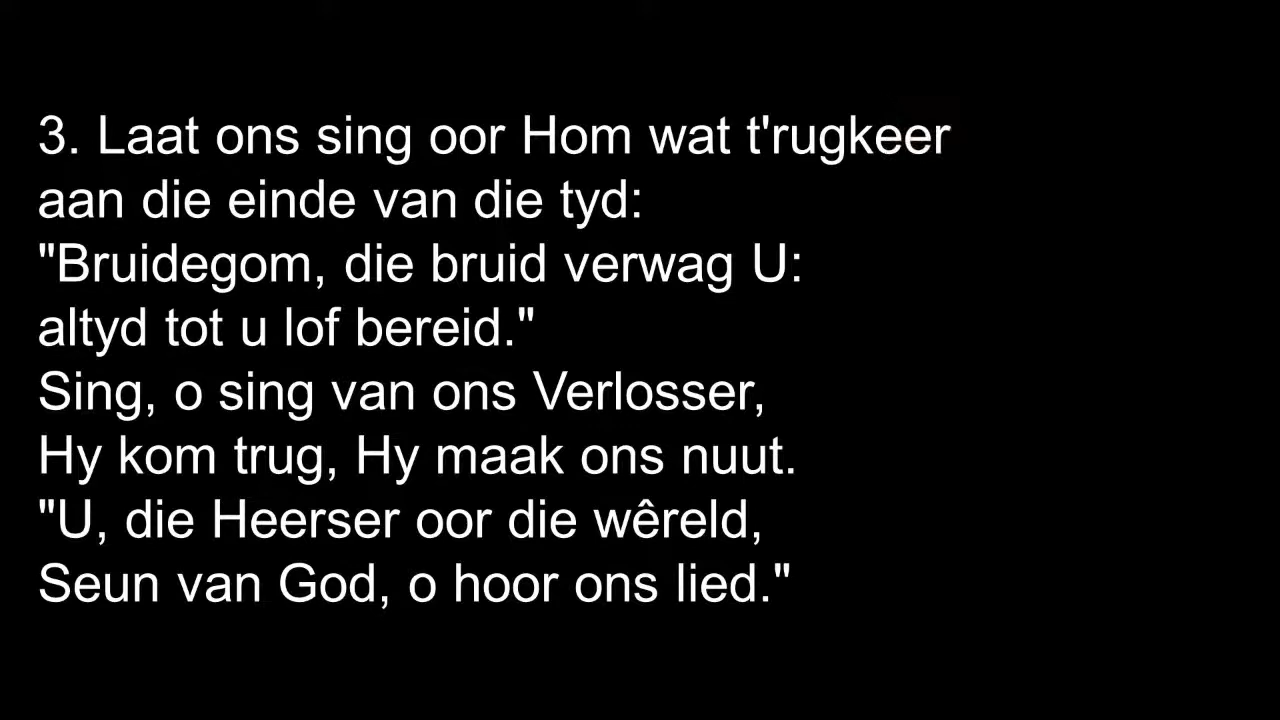 3. Laat ons sing oor Hom wat t'rugkeer
aan die einde van die tyd:
"Bruidegom, die bruid verwag U:
altyd tot u lof bereid."
Sing, o sing van ons Verlosser,
Hy kom trug, Hy maak ons nuut.
"U, die Heerser oor die wêreld,
Seun van God, o hoor ons lied."